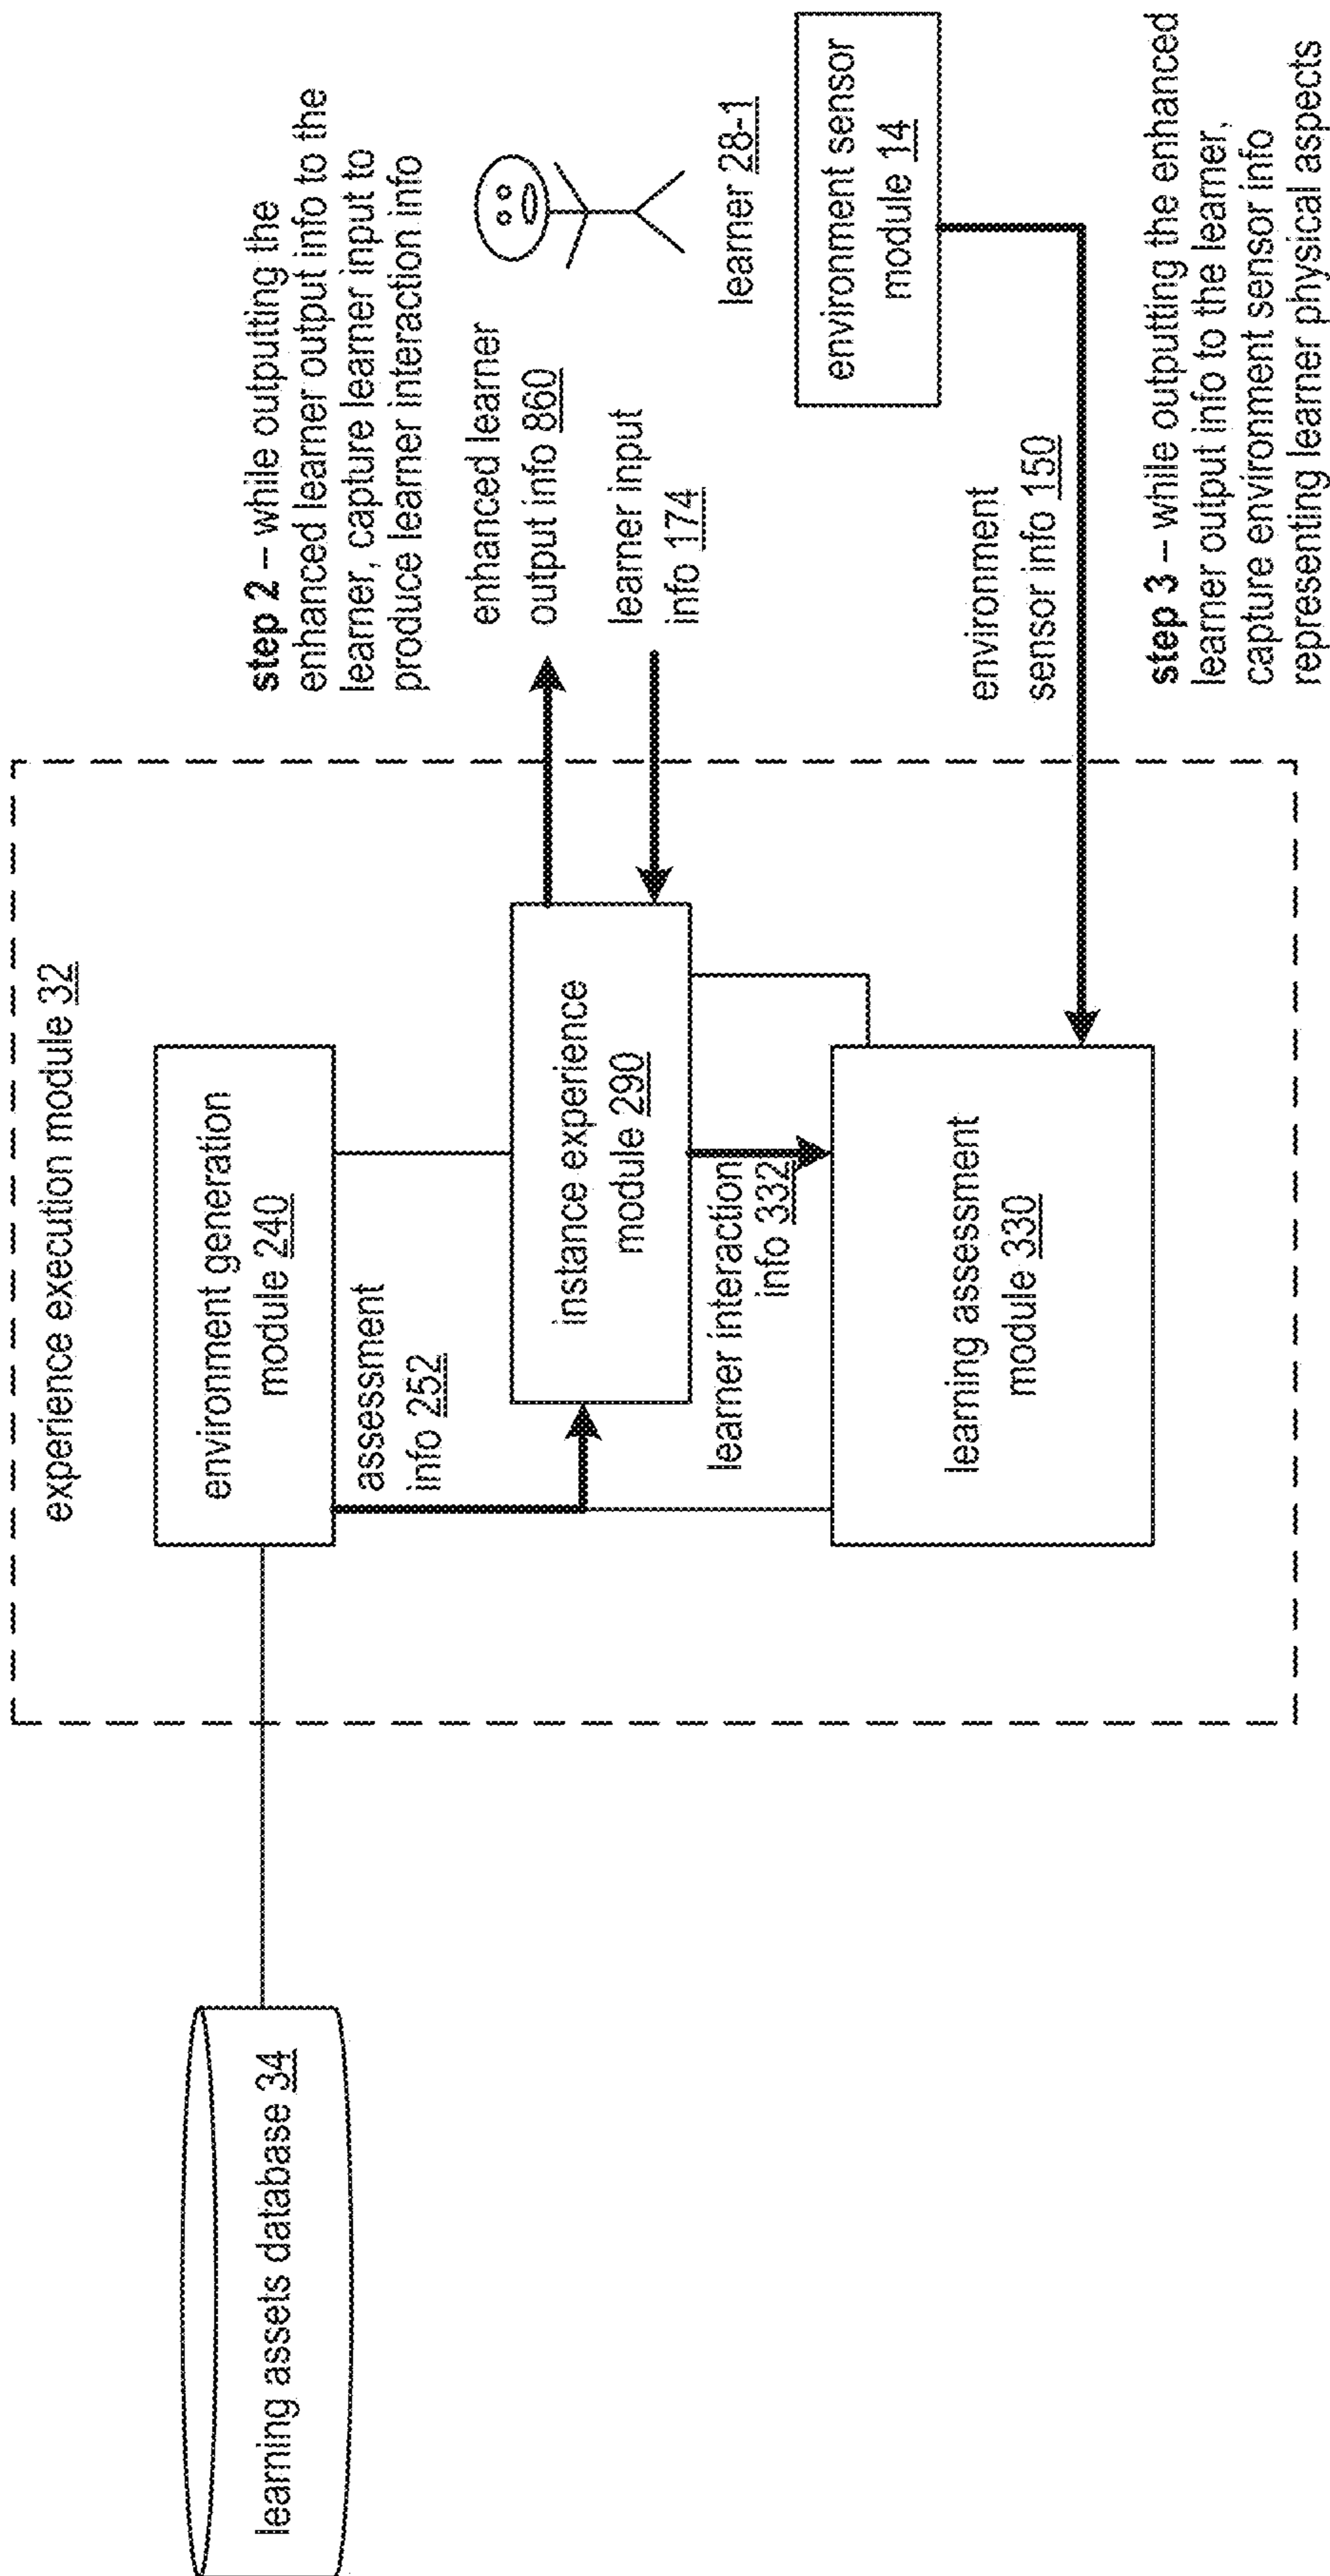 learning assets database 34
experience execution module 32
environment generation
module 240
assessment
info 252
instance experience
module 290
learner interaction
info 332
learning assessment
module 330
step 2 – while outputting the
enhanced learner output info to the
learner, capture learner input to
produce learner interaction info
enhanced learner
output info 860
learner input
info 174
learner 28-1
environment sensor
module 14
environment
sensor info 150
step 3 – while outputting the enhanced
learner output info to the learner,
capture environment sensor info
representing learner physical aspects